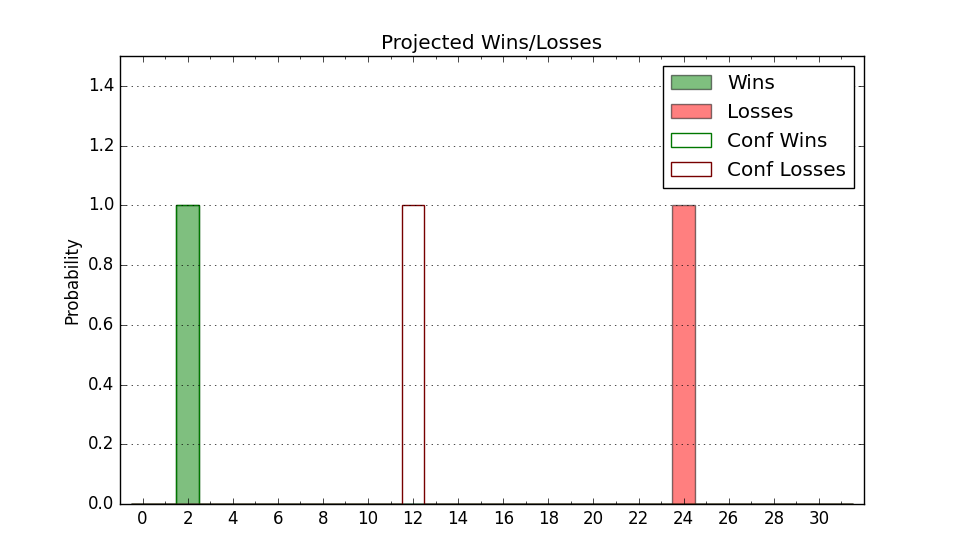 Projected Wins/Losses
Wins
Losses
Conf Wins
Conf Losses
Probability
1.4
1.2
1.0
0.8
0.6
0.4
0.2
0.0
0 2 4 6 8 10 12 14 16 18 20 22 24 26 28 30